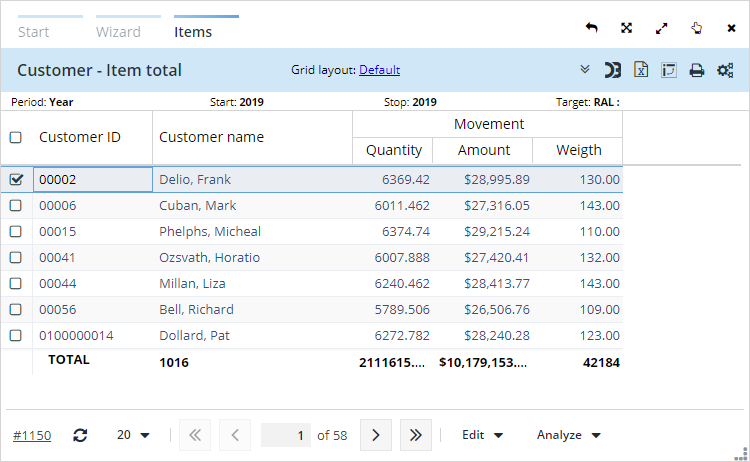 Start Wizard Items
Customer - Item total Grid layout: Default
Period: Year Start: 2019 Stop: 2019 Target: RAL :
Customer ID Customer name Movement
Quantity Amount Weigth
00002 Delio, Frank 6369.42 $28,995.89 130.00
00006 Cuban, Mark 6011.462 $27,316.05 143.00
00015 Phelphs, Micheal 6374.74 $29,215.24 110.00
00041 Ozsvath, Horatio 6007.888 $27,420.41 132.00
00044 Millan, Liza 6240.462 $28,413.77 143.00
00056 Bell, Richard 5789.506 $26,506.76 109.00
0100000014 Dollard, Pat 6272.782 $28,240.28 123.00
TOTAL 1016 2111615.... $10,179,153.... 42184
#1150 20 1 of 58 Edit Analyze